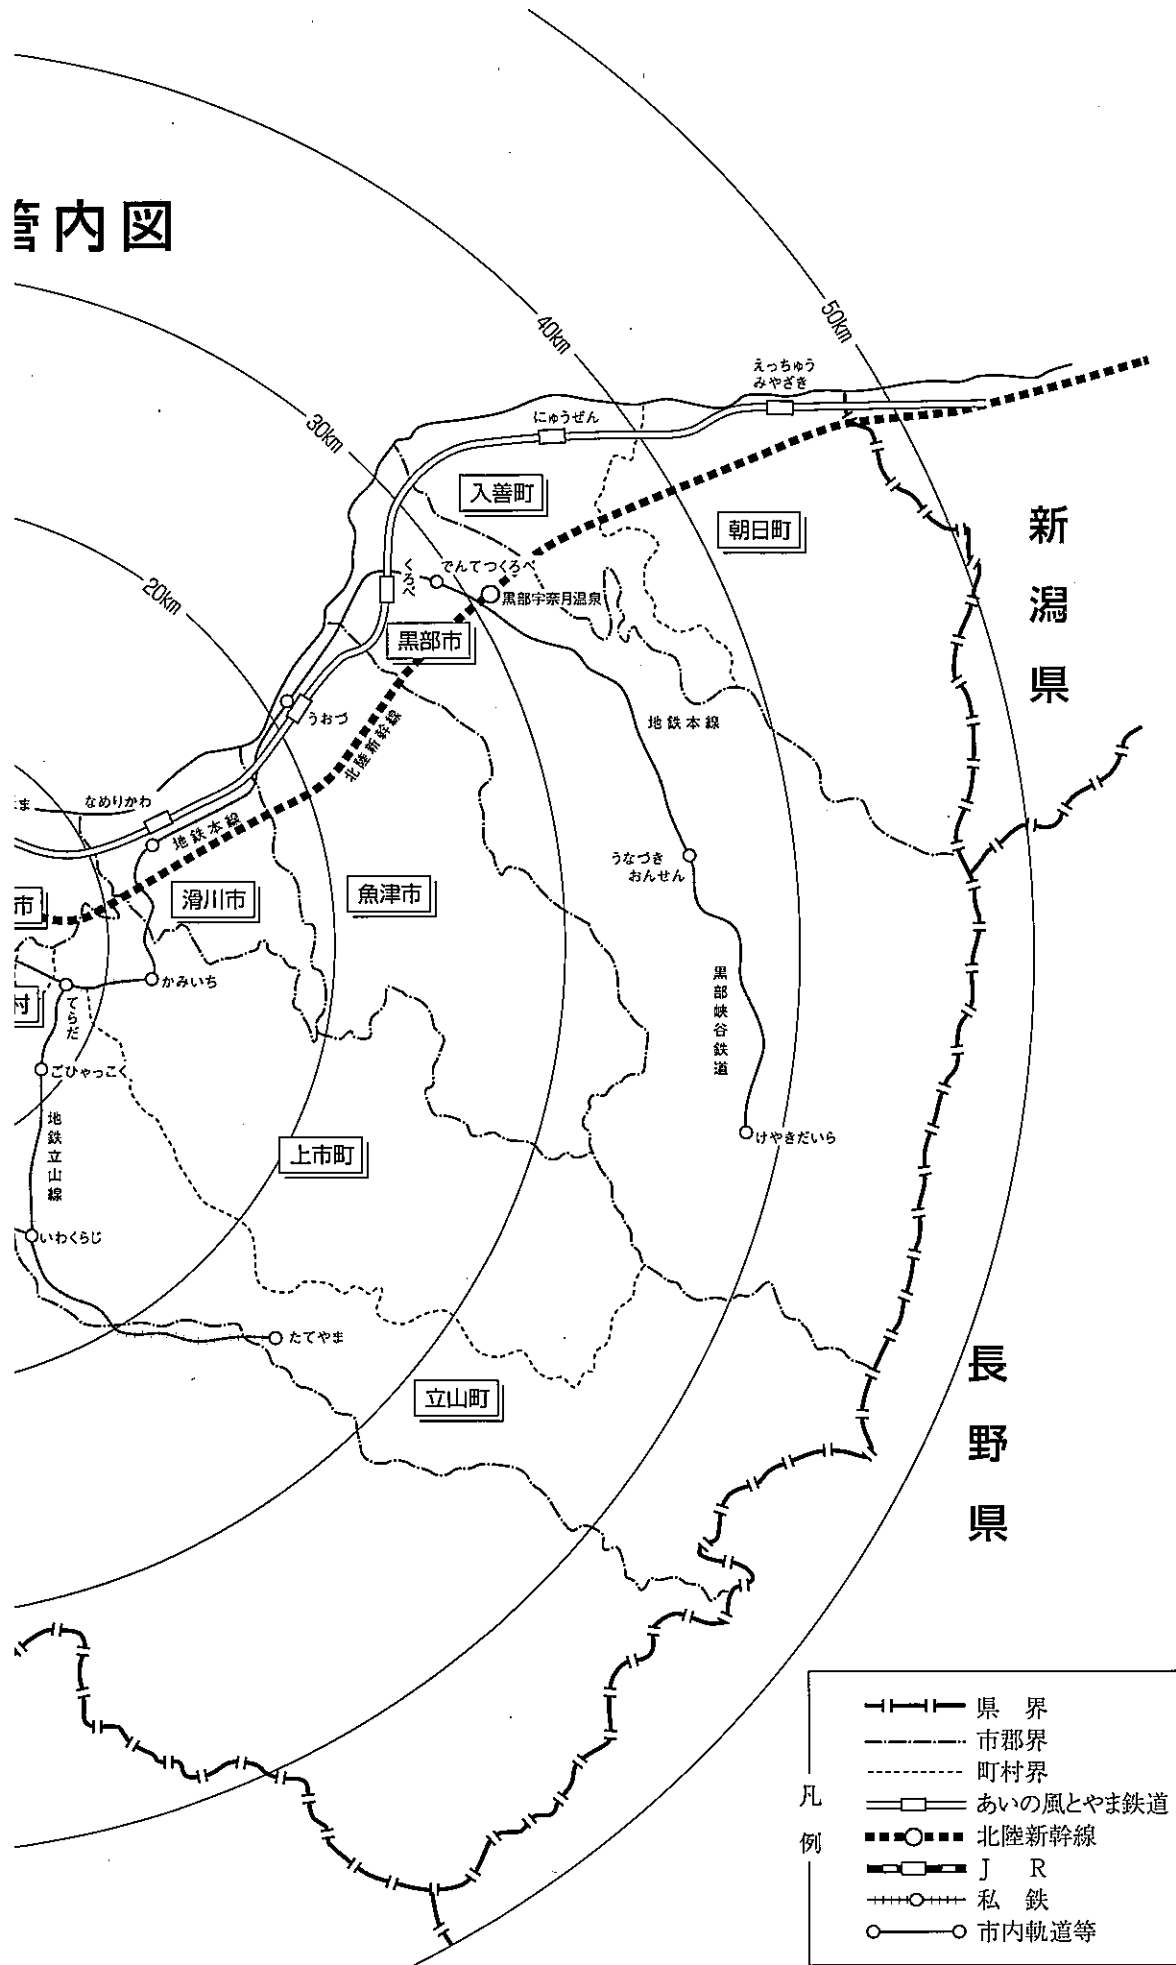 管内図
50km
40km
30km
20km
えっちゅう
みやざき
にゅうぜん
入善町
朝日町
新潟県
くろべ
でんてつくろべ
黒部宇奈月温泉
黒部市
うおづ
北陸新幹線
地鉄本線
なめりかわ
地鉄本線
うなづき
おんせん
市
滑川市
魚津市
かみいち
村
てらだ
黒部峡谷鉄道
ごひゃっこく
地鉄立山線
上市町
けやきだいら
いわくらじ
たてやま
立山町
長野県
凡例
県界
市郡界
町村界
あいの風とやま鉄道
北陸新幹線
JR
私鉄
市内軌道等